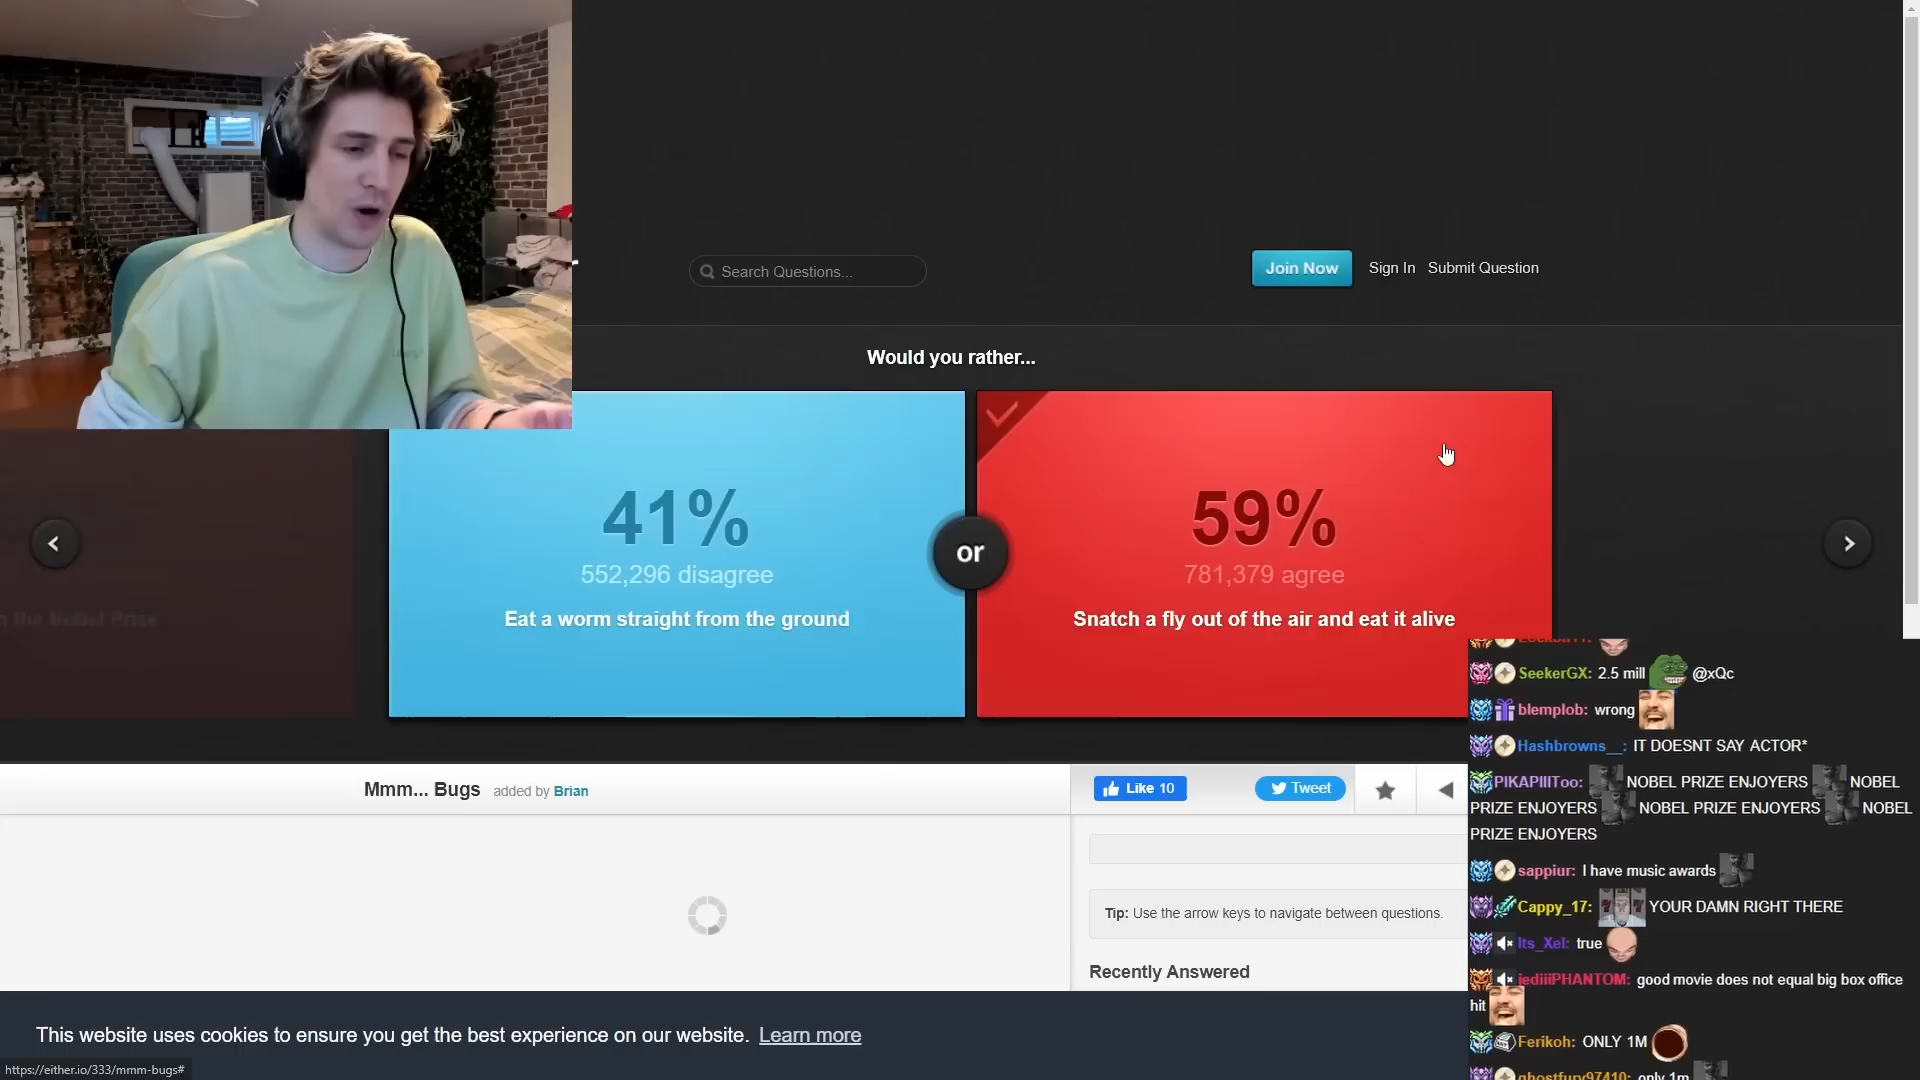 Search Questions...
Join Now
Sign In
Submit Question
Would you rather...
41%
552,296 disagree
Eat a worm straight from the ground
or
59%
781,379 agree
Snatch a fly out of the air and eat it alive
Mmm... Bugs added by Brian
Like 10
Tweet
Tip: Use the arrow keys to navigate between questions.
Recently Answered
This website uses cookies to ensure you get the best experience on our website. Learn more
https://either.io/333/mmm-bugs#
SeekerGX: 2.5 mill @xQc
blemplob: wrong
Hashbrowns__: IT DOESNT SAY ACTOR*
PIKAPIIIToo: NOBEL PRIZE ENJOYERS NOBEL
PRIZE ENJOYERS NOBEL PRIZE ENJOYERS NOBEL
PRIZE ENJOYERS
sappiur: I have music awards
Cappy_17: YOUR DAMN RIGHT THERE
Its_Xel: true
jediiiPHANTOM: good movie does not equal big box office
hit
Ferikoh: ONLY 1M
ghostfury97410: only 1m